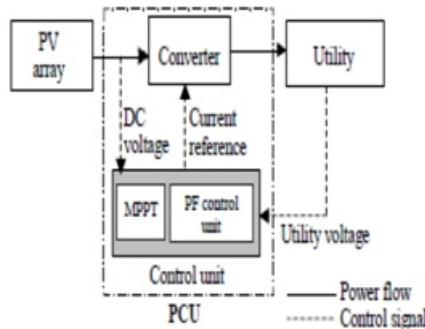 PV
array
Converter
Utility
DC
voltage
Current
reference
MPPT
PF control
unit
Utility voltage
Control unit
PCU
Power flow
Control signal